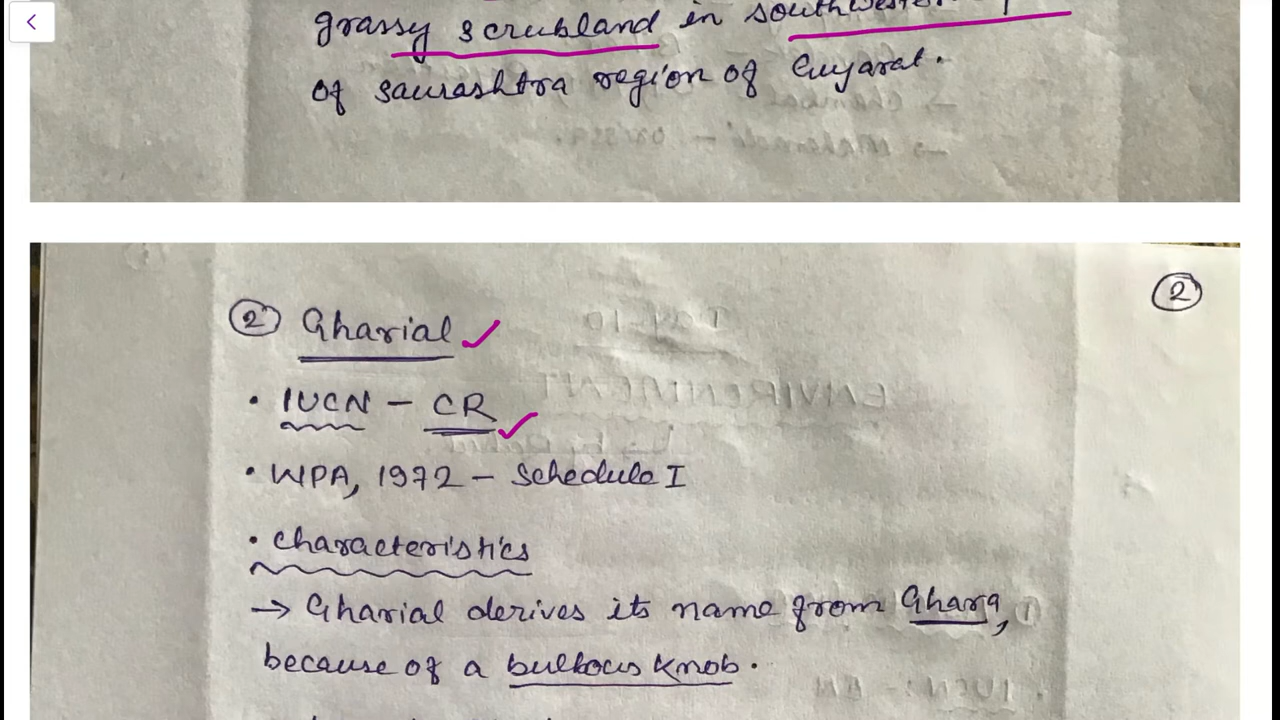 grassy scrubland in southwestern
of saurashtra region of Gujarat.
2
② Gharial
• IUCN - CR
• WPA, 1972 - Schedule I
• characteristics
→ Gharial derives its name from Ghara,
because of a bulbous knob.